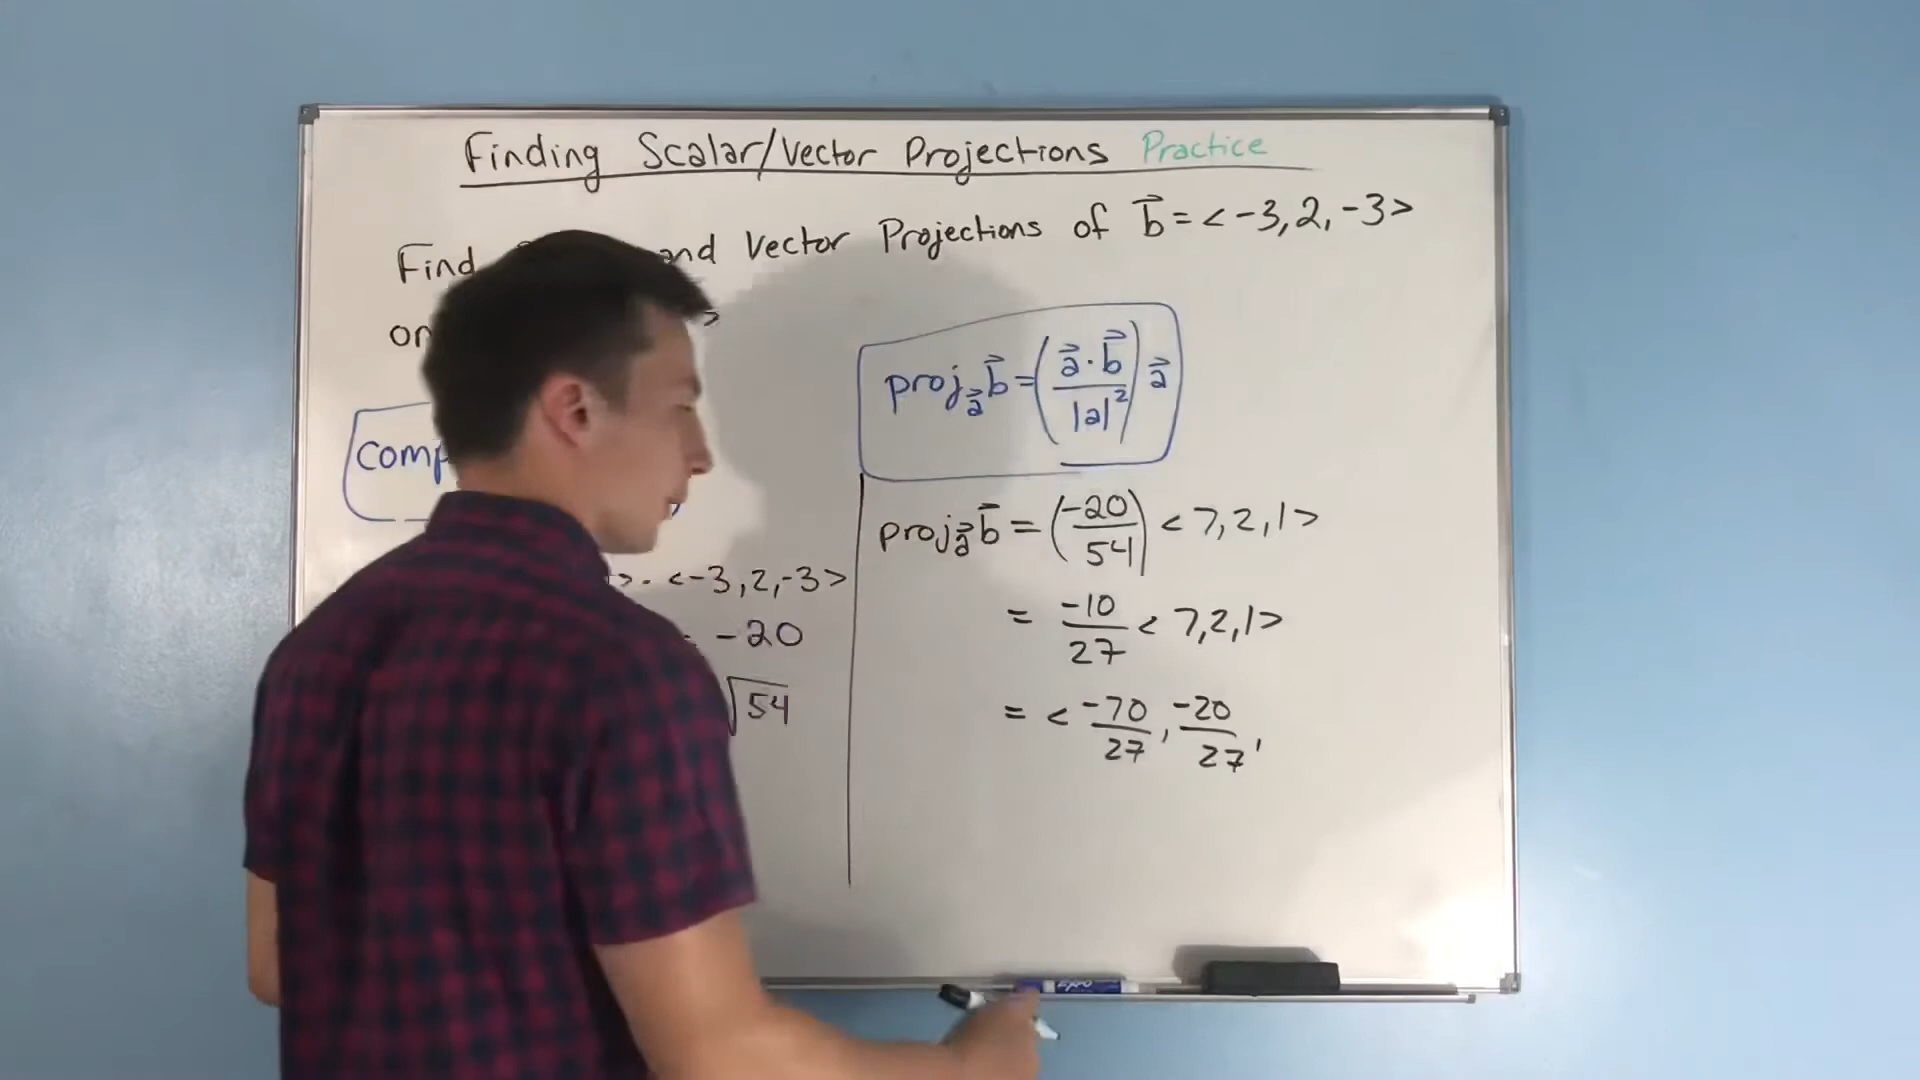 Finding Scalar/Vector Projections Practice
Find and Vector Projections of b⃗ = < -3, 2, -3 >
on >
comp
proj_a⃗ b⃗ = (a⃗ · b⃗ / |a|²) a⃗
> · < -3, 2, -3 >
= -20
√54
proj_a⃗ b⃗ = (-20/54) < 7, 2, 1 >
= -10/27 < 7, 2, 1 >
= < -70/27, -20/27,
EXPO